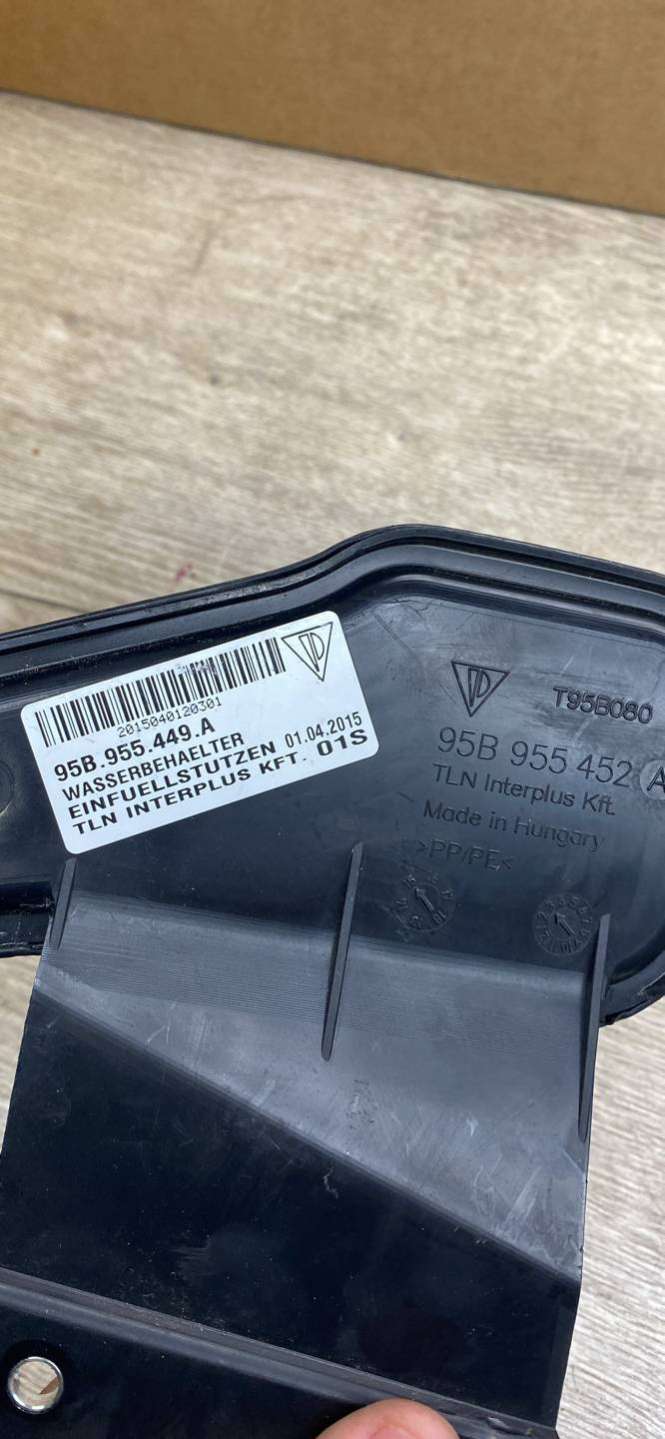 2015040120301
95B.955.449.A
WASSERBEHAELTER
EINFUELLSTUTZEN 01.04.2015
TLN INTERPLUS KFT. 01S
T95B080
95B 955 452 A
TLN Interplus Kft.
Made in Hungary
>PP/PE<